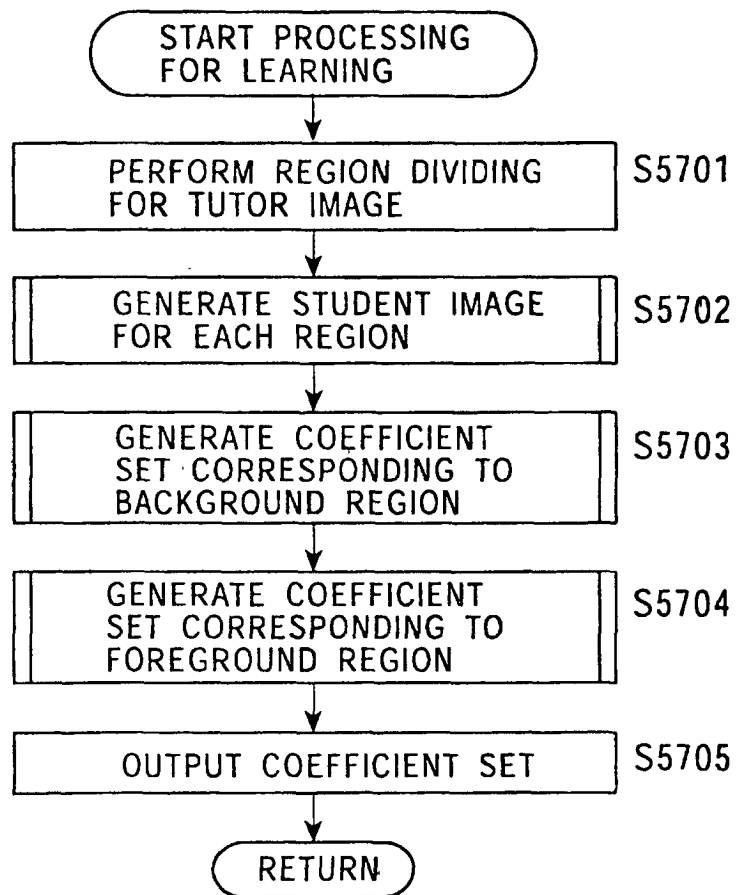 START PROCESSING
FOR LEARNING
PERFORM REGION DIVIDING
FOR TUTOR IMAGE
S5701
GENERATE STUDENT IMAGE
FOR EACH REGION
S5702
GENERATE COEFFICIENT
SET CORRESPONDING TO
BACKGROUND REGION
S5703
GENERATE COEFFICIENT
SET CORRESPONDING TO
FOREGROUND REGION
S5704
OUTPUT COEFFICIENT SET
S5705
RETURN